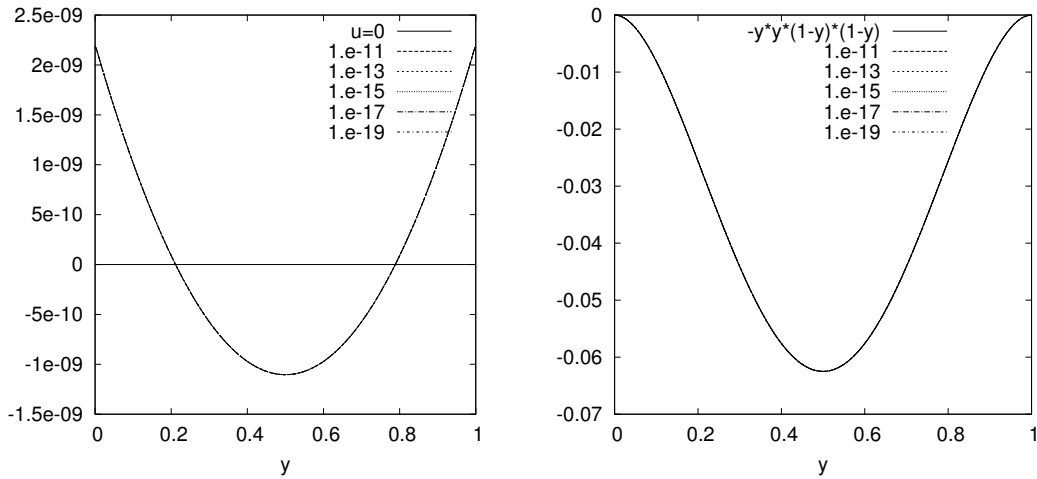 2.5e-09
2e-09
1.5e-09
1e-09
5e-10
0
-5e-10
-1e-09
-1.5e-09
u=0
1.e-11
1.e-13
1.e-15
1.e-17
1.e-19
0 0.2 0.4 0.6 0.8 1
y
0
-0.01
-0.02
-0.03
-0.04
-0.05
-0.06
-0.07
-y*y*(1-y)*(1-y)
1.e-11
1.e-13
1.e-15
1.e-17
1.e-19
0 0.2 0.4 0.6 0.8 1
y